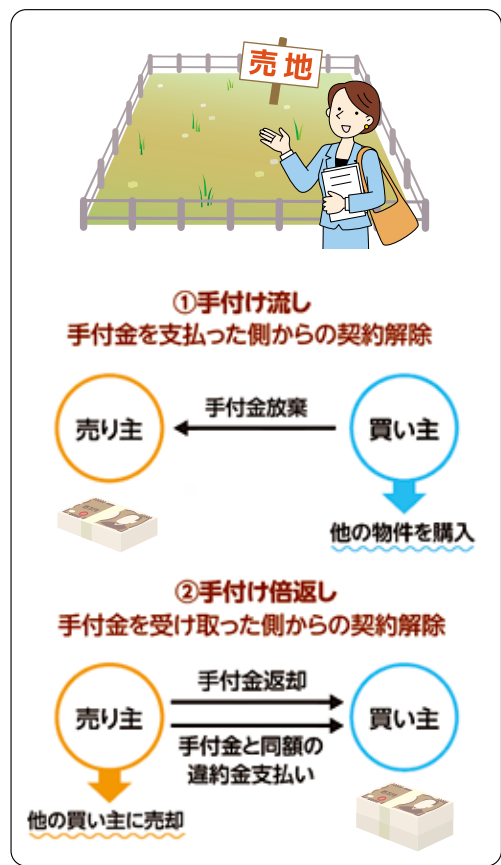 売地
①手付け流し
手付金を支払った側からの契約解除
手付金放棄
売り主
買い主
他の物件を購入
②手付け倍返し
手付金を受け取った側からの契約解除
手付金返却
売り主
買い主
手付金と同額の
違約金支払い
他の買い主に売却